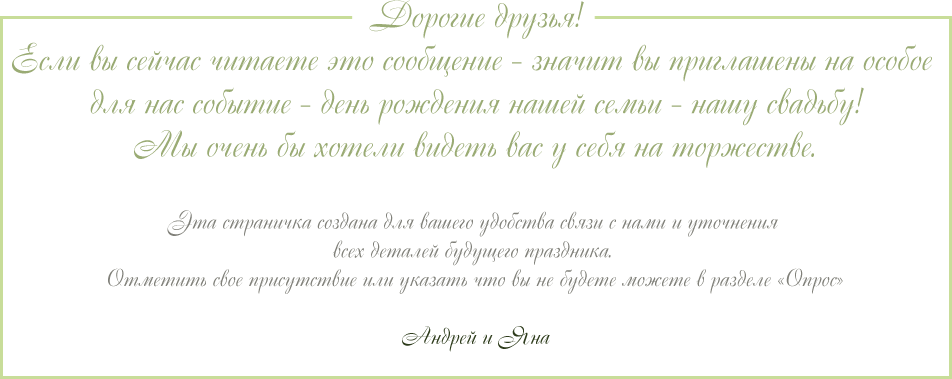 Дорогие друзья!
Если вы сейчас читаете это сообщение – значит вы приглашены на особое
для нас событие – день рождения нашей семьи – нашу свадьбу!
Мы очень бы хотели видеть вас у себя на торжестве.
Эта страничка создана для вашего удобства связи с нами и уточнения
всех деталей будущего праздника.
Отметить свое присутствие или указать что вы не будете можете в разделе «Опрос»
Андрей и Яна